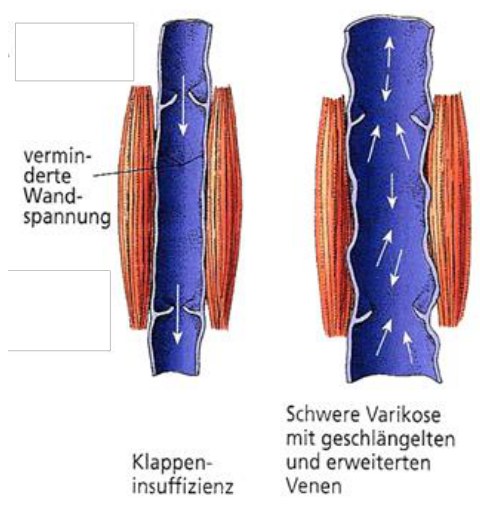 vermin-
derte
Wand-
spannung
Klappen-
insuffizienz
Schwere Varikose
mit geschlängelten
und erweiterten
Venen